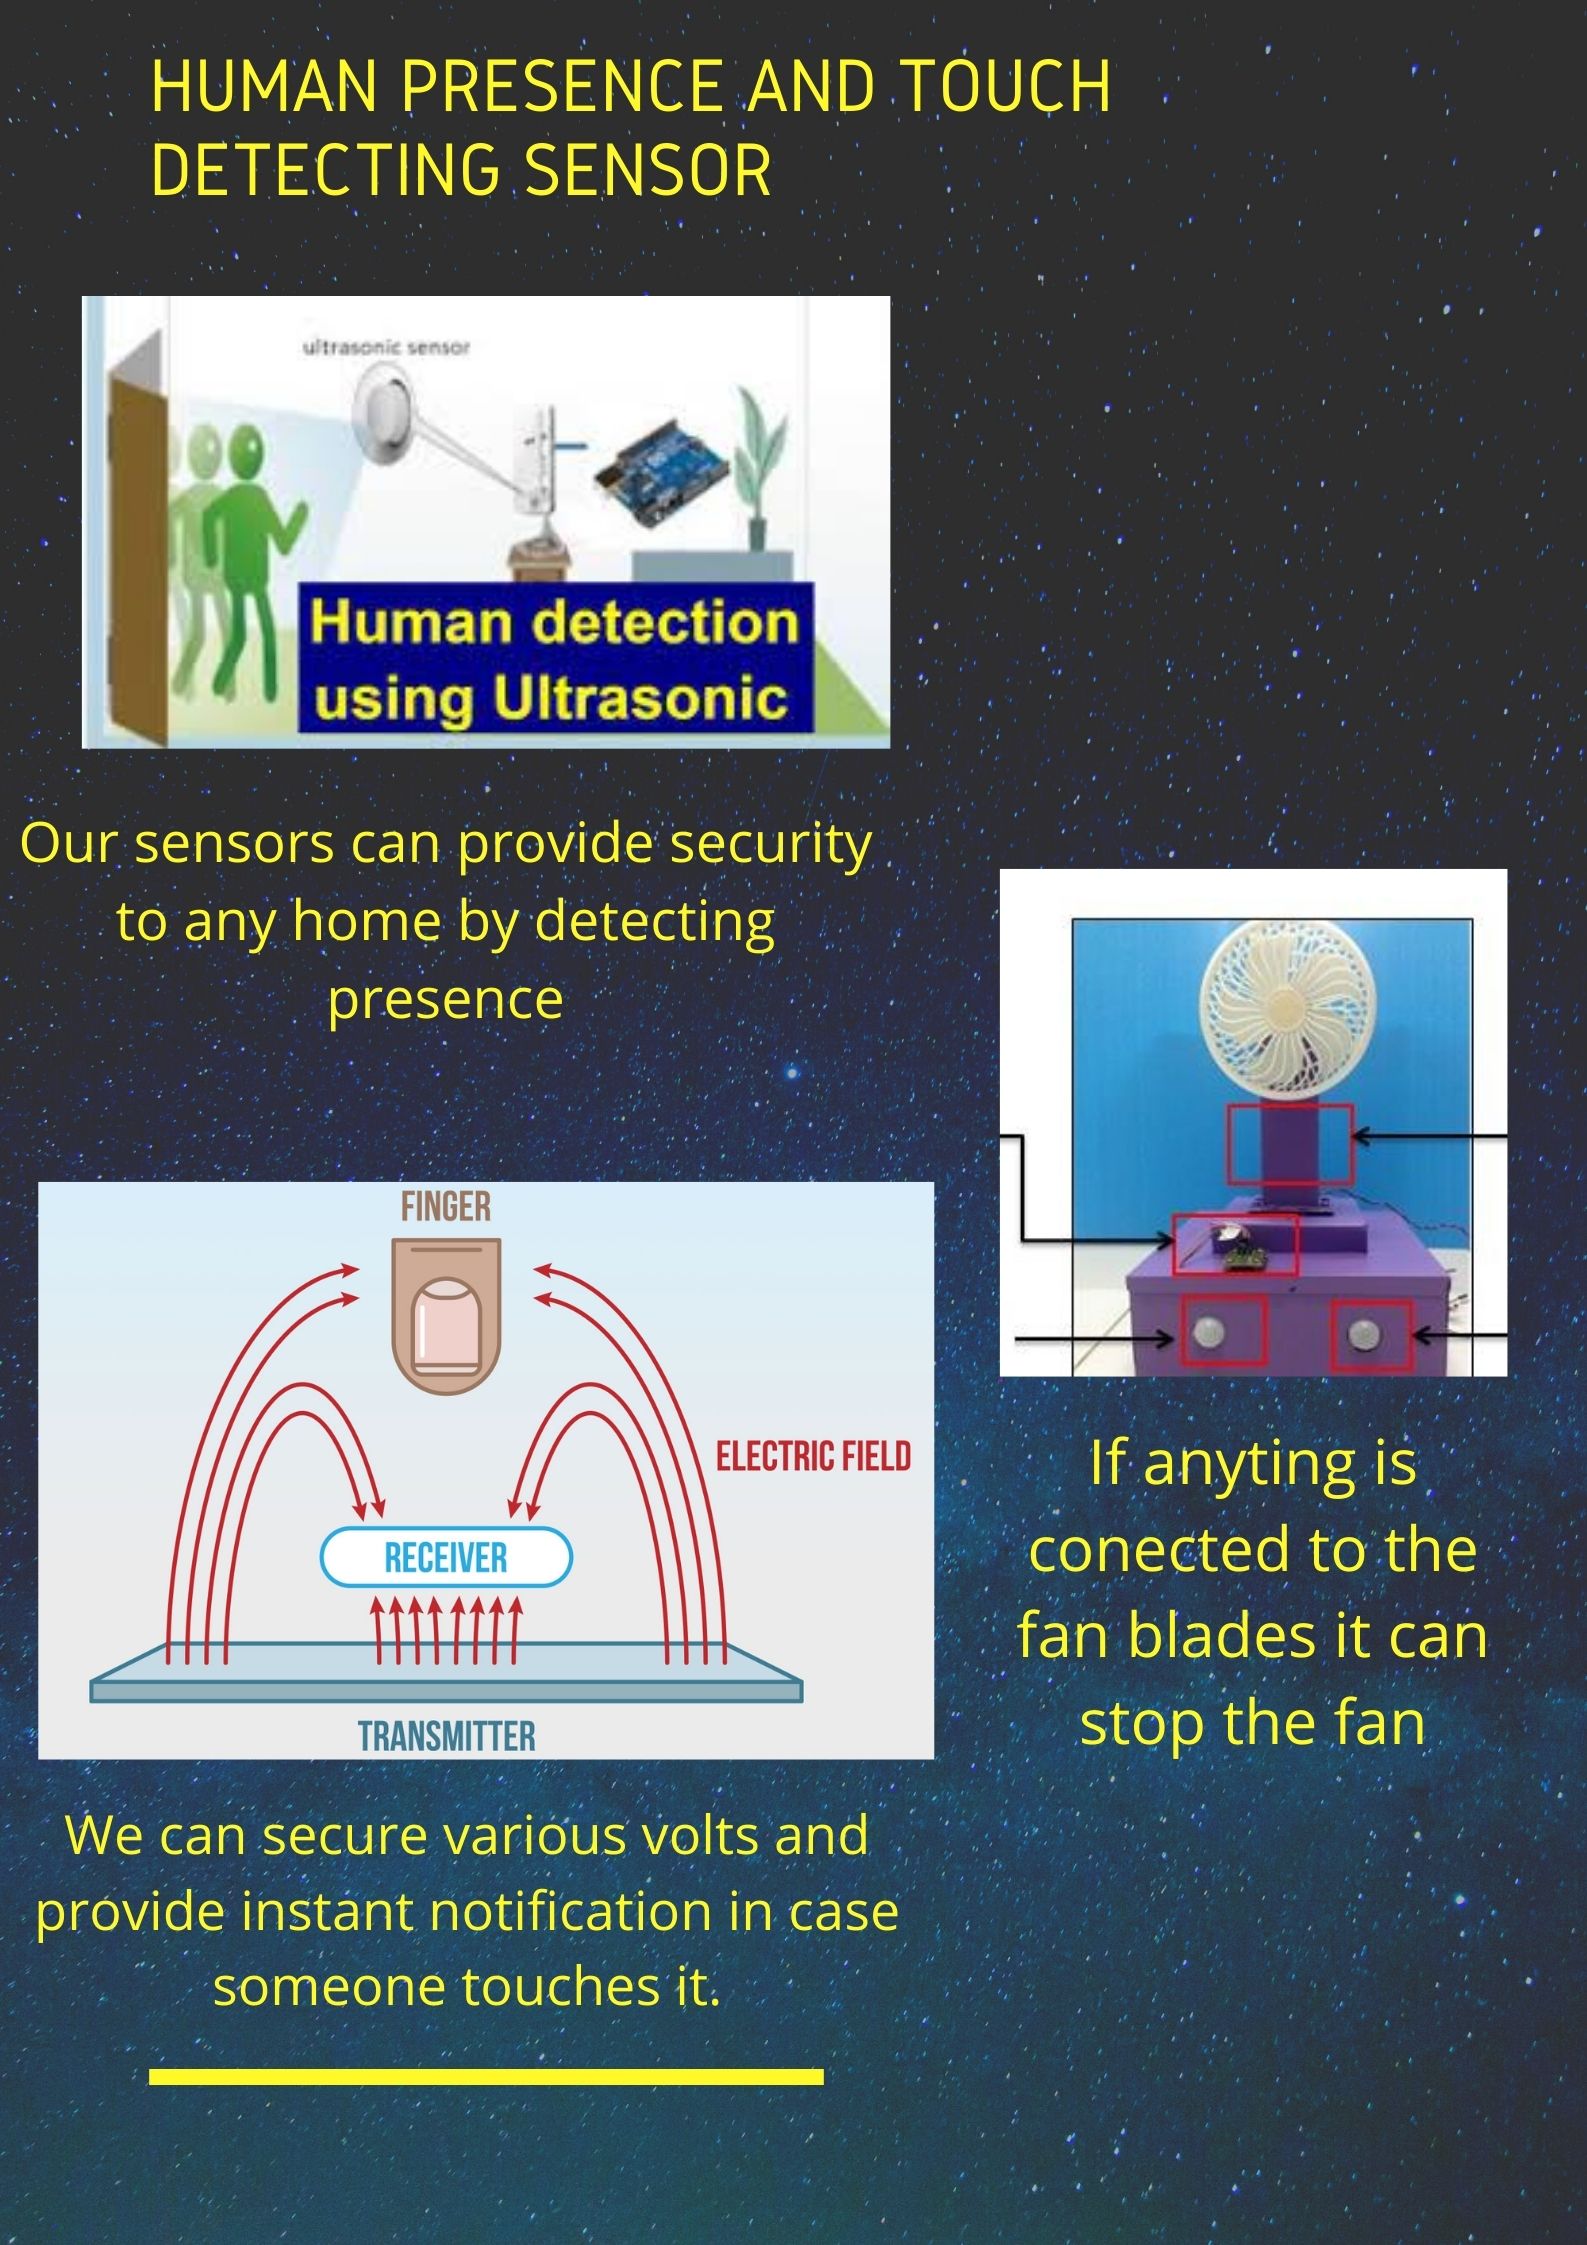 HUMAN PRESENCE AND TOUCH
DETECTING SENSOR
ultrasonic sensor
Human detection
using Ultrasonic
Our sensors can provide security
to any home by detecting
presence
FINGER
ELECTRIC FIELD
RECEIVER
TRANSMITTER
If anyting is
conected to the
fan blades it can
stop the fan
We can secure various volts and
provide instant notification in case
someone touches it.